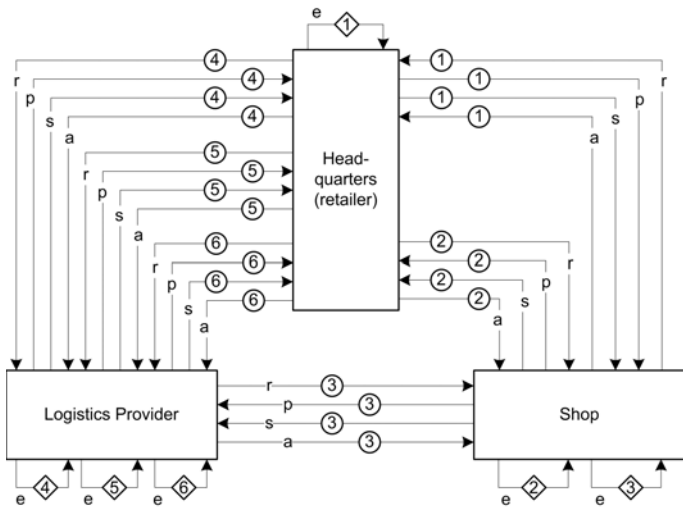 e 1
4 1
r 4 1 r
p 4 1 p
s 4 1 s
a a
5
r 5 Head-
p 5 quarters
s 5 (retailer)
a
6 2
r 6 2 r
p 6 2 p
s 6 2 s
a a
r 3
Logistics Provider p 3 Shop
s 3
a 3
e 4 e 5 e 6 e 2 e 3